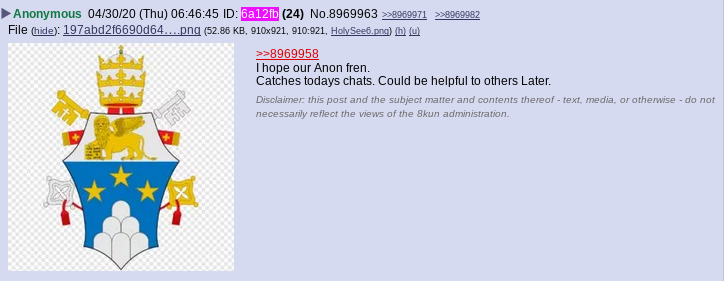 Anonymous 04/30/20 (Thu) 06:46:45 ID: 6a12fb (24) No.8969963 >>8969971 >>8969982
File (hide): 197abd2f6690d64….png (52.86 KB, 910x921, 910:921, HolySee6.png) (h) (u)
>>8969958
I hope our Anon fren.
Catches todays chats. Could be helpful to others Later.
Disclaimer: this post and the subject matter and contents thereof - text, media, or otherwise - do not
necessarily reflect the views of the 8kun administration.